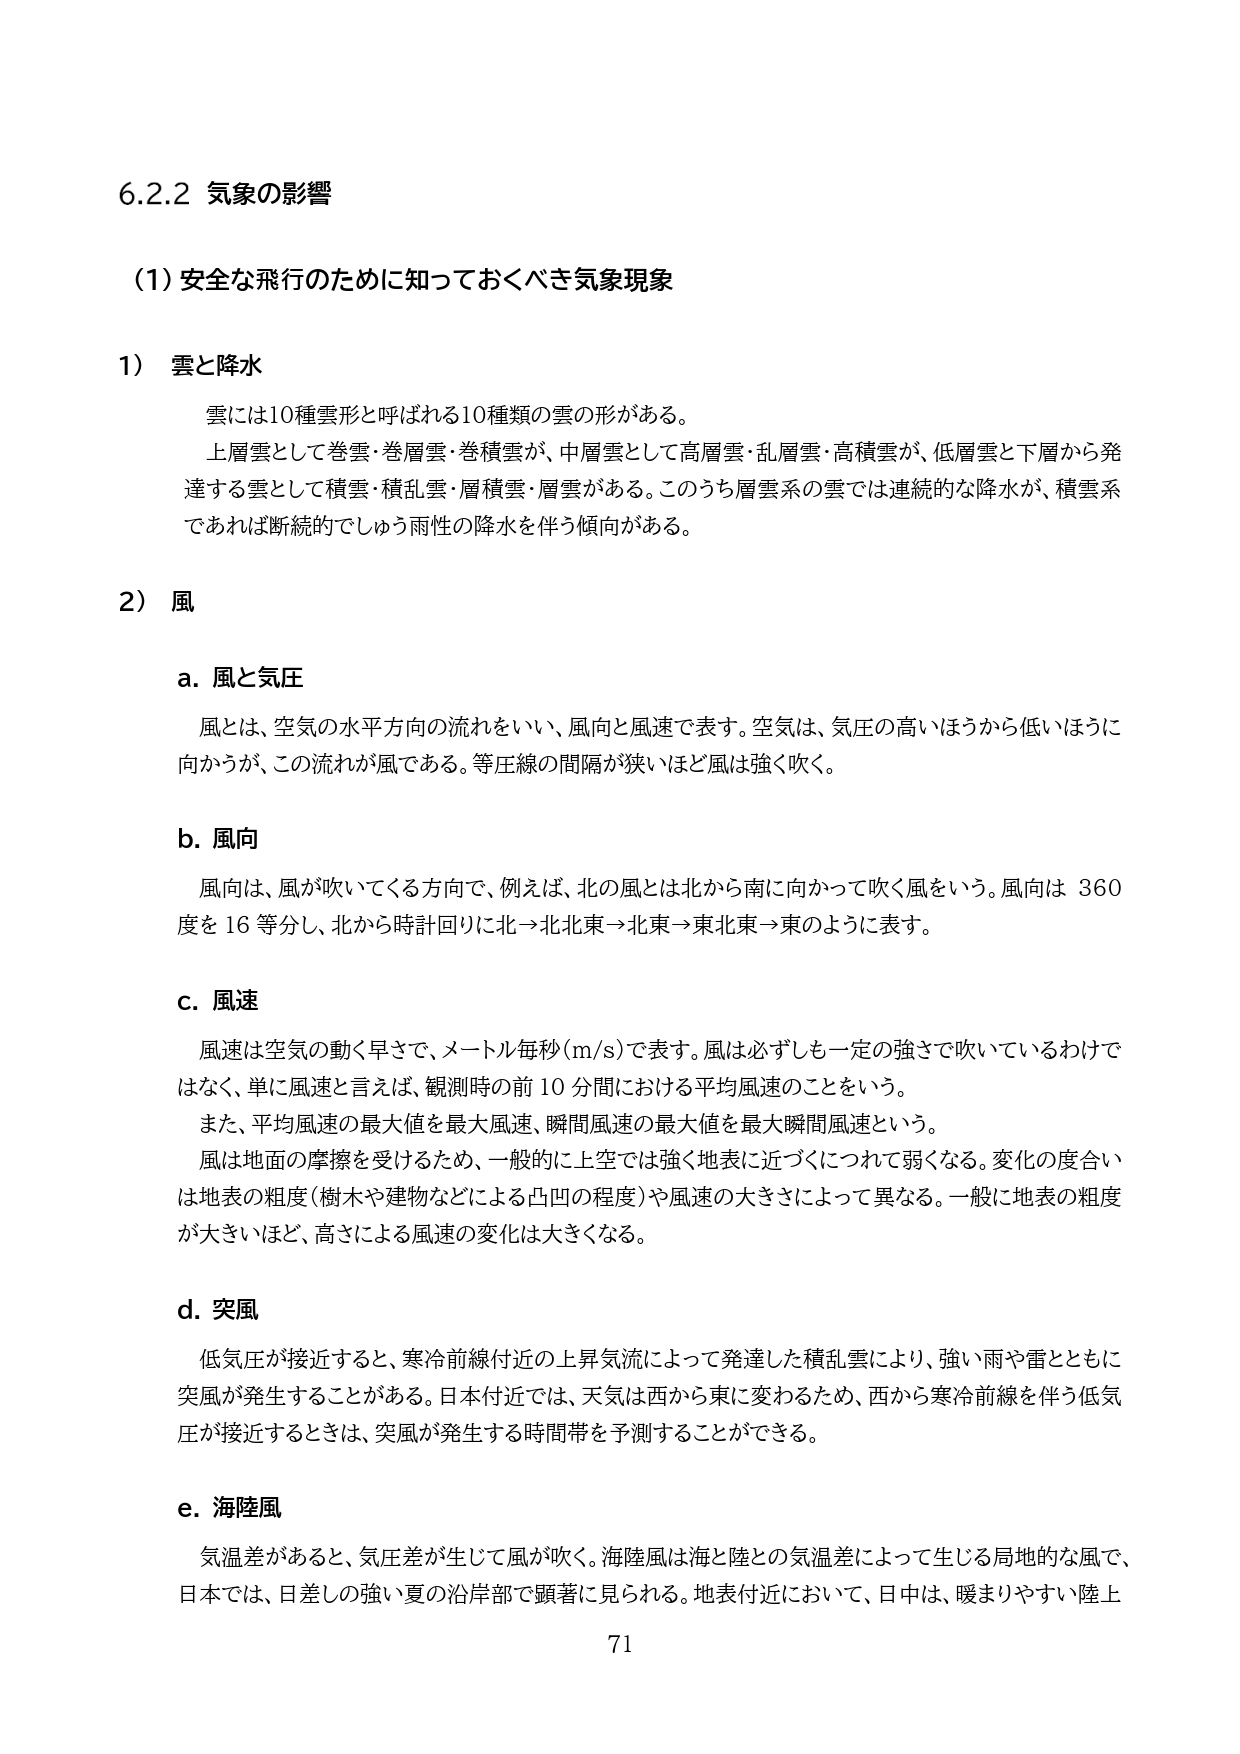 6.2.2 気象の影響
（1）安全な飛行のために知っておくべき気象現象
1） 雲と降水
雲には10種雲形と呼ばれる10種類の雲の形がある。
上層雲として巻雲・巻層雲・巻積雲が、中層雲として高層雲・乱層雲・高積雲が、低層雲と下層から発
達する雲として積雲・積乱雲・層積雲・層雲がある。このうち層雲系の雲では連続的な降水が、積雲系
であれば断続的でしゅう雨性の降水を伴う傾向がある。
2） 風
a. 風と気圧
風とは、空気の水平方向の流れをいい、風向と風速で表す。空気は、気圧の高いほうから低いほうに
向かうが、この流れが風である。等圧線の間隔が狭いほど風は強く吹く。
b. 風向
風向は、風が吹いてくる方向で、例えば、北の風とは北から南に向かって吹く風をいう。風向は 360
度を 16 等分し、北から時計回りに北→北北東→北東→東北東→東のように表す。
c. 風速
風速は空気の動く早さで、メートル毎秒（m/s）で表す。風は必ずしも一定の強さで吹いているわけで
はなく、単に風速と言えば、観測時の前 10 分間における平均風速のことをいう。
また、平均風速の最大値を最大風速、瞬間風速の最大値を最大瞬間風速という。
風は地面の摩擦を受けるため、一般的に上空では強く地表に近づくにつれて弱くなる。変化の度合い
は地表の粗度（樹木や建物などによる凸凹の程度）や風速の大きさによって異なる。一般に地表の粗度
が大きいほど、高さによる風速の変化は大きくなる。
d. 突風
低気圧が接近すると、寒冷前線付近の上昇気流によって発達した積乱雲により、強い雨や雷とともに
突風が発生することがある。日本付近では、天気は西から東に変わるため、西から寒冷前線を伴う低気
圧が接近するときは、突風が発生する時間帯を予測することができる。
e. 海陸風
気温差があると、気圧差が生じて風が吹く。海陸風は海と陸との気温差によって生じる局地的な風で、
日本では、日差しの強い夏の沿岸部で顕著に見られる。地表付近において、日中は、暖まりやすい陸上
71